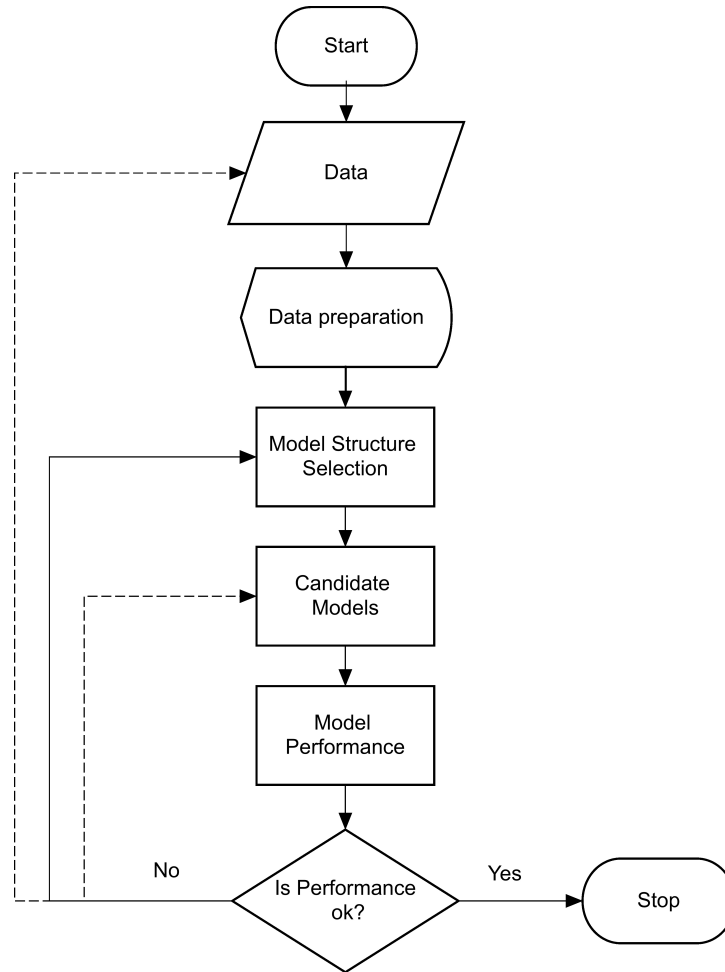 Start
Data
Data preparation
Model Structure
Selection
Candidate
Models
Model
Performance
No
Is Performance
ok?
Yes
Stop